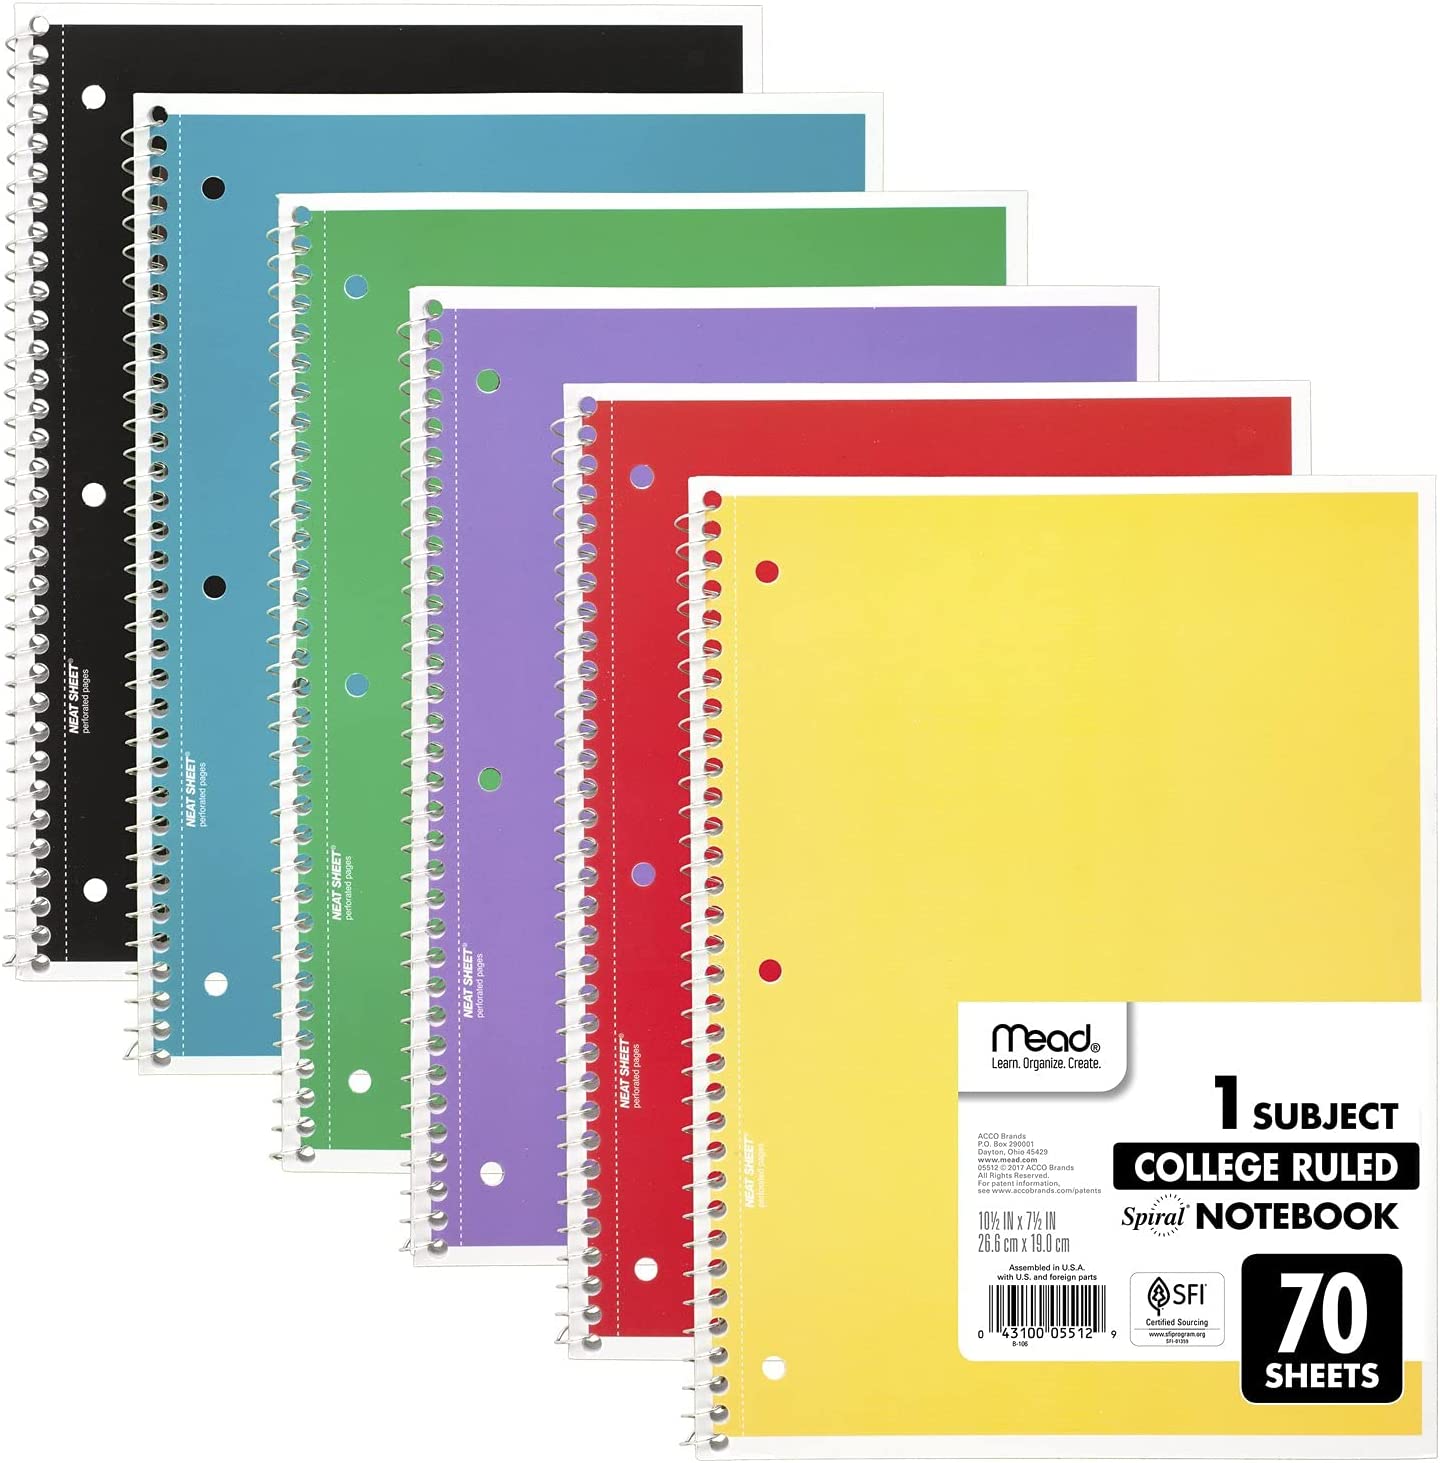 NEAT SHEET®
perforated pages
NEAT SHEET®
perforated pages
NEAT SHEET®
perforated pages
NEAT SHEET®
perforated pages
NEAT SHEET®
perforated pages
NEAT SHEET®
perforated pages
Mead®
Learn. Organize. Create.
1 SUBJECT
COLLEGE RULED
Spiral® NOTEBOOK
70
SHEETS
ACCO Brands
P.O. Box 290001
Dayton, Ohio 45429
www.mead.com
05512 © 2017 ACCO Brands
All Rights Reserved.
For patent information,
see www.accobrands.com/patents
10½ IN x 7½ IN
26.6 cm x 19.0 cm
Assembled in U.S.A.
with U.S. and foreign parts
0 43100 05512 9
B-106
SFI®
Certified Sourcing
www.sfiprogram.org
SFI-01359